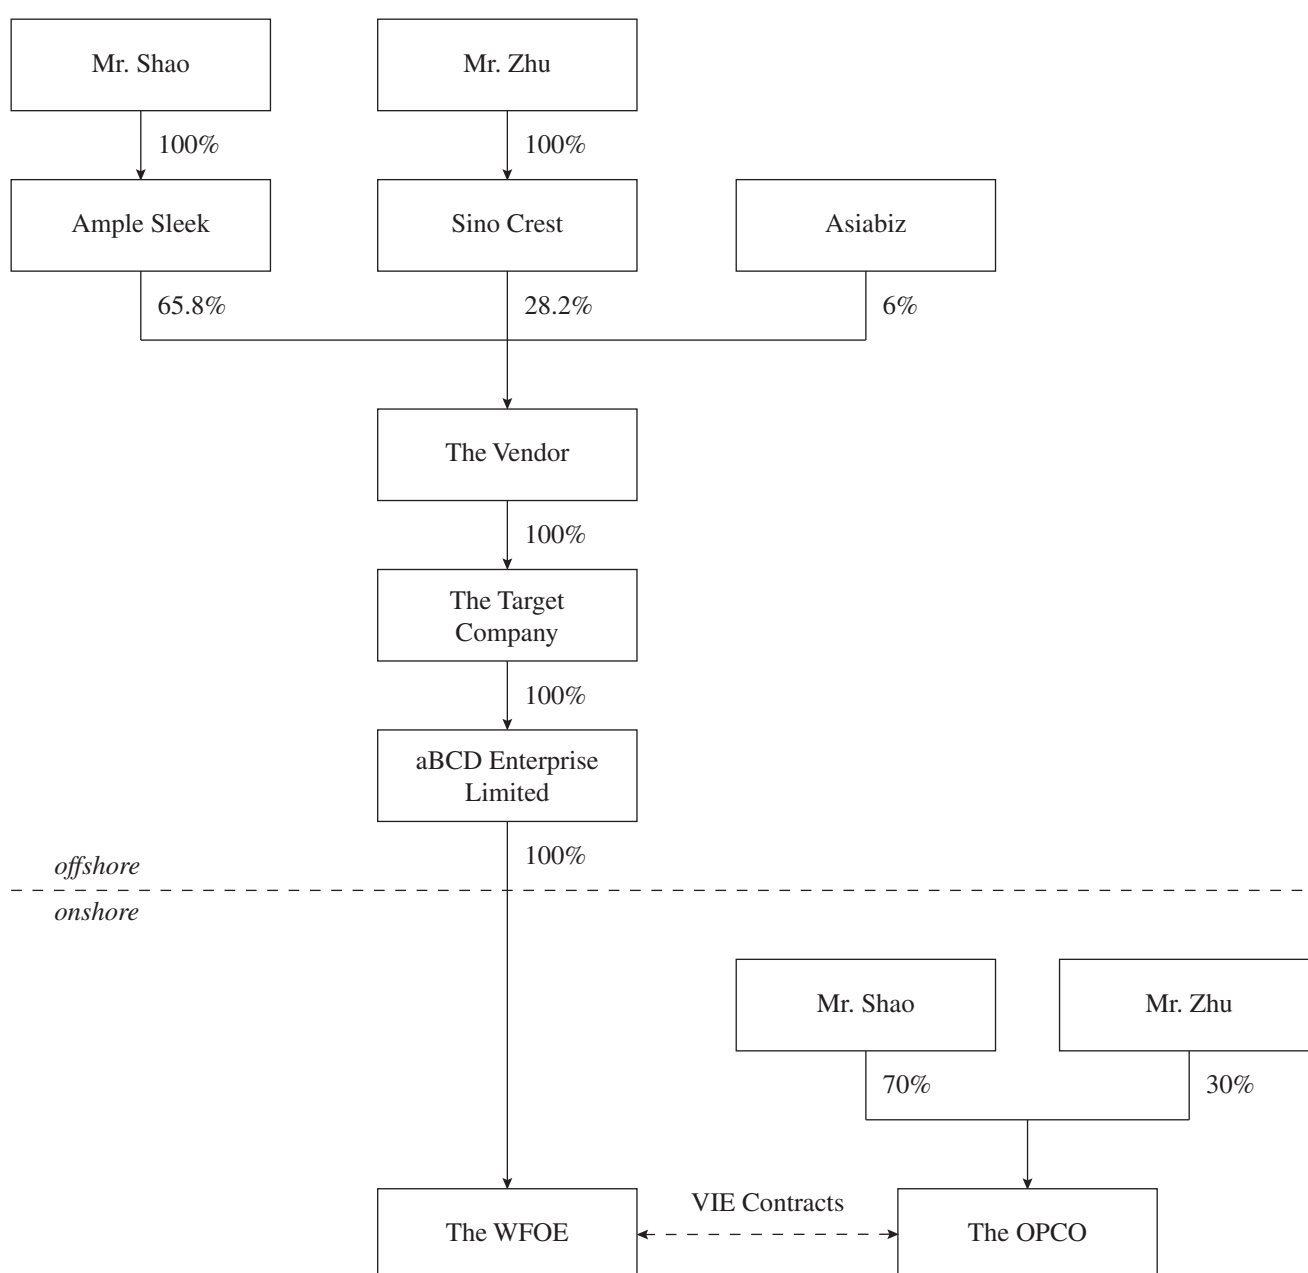 Mr. Shao
Mr. Zhu
100%
100%
Ample Sleek
Sino Crest
Asiabiz
65.8%
28.2%
6%
The Vendor
100%
The Target
Company
100%
aBCD Enterprise
Limited
100%
offshore
onshore
Mr. Shao
Mr. Zhu
70%
30%
VIE Contracts
The WFOE
The OPCO